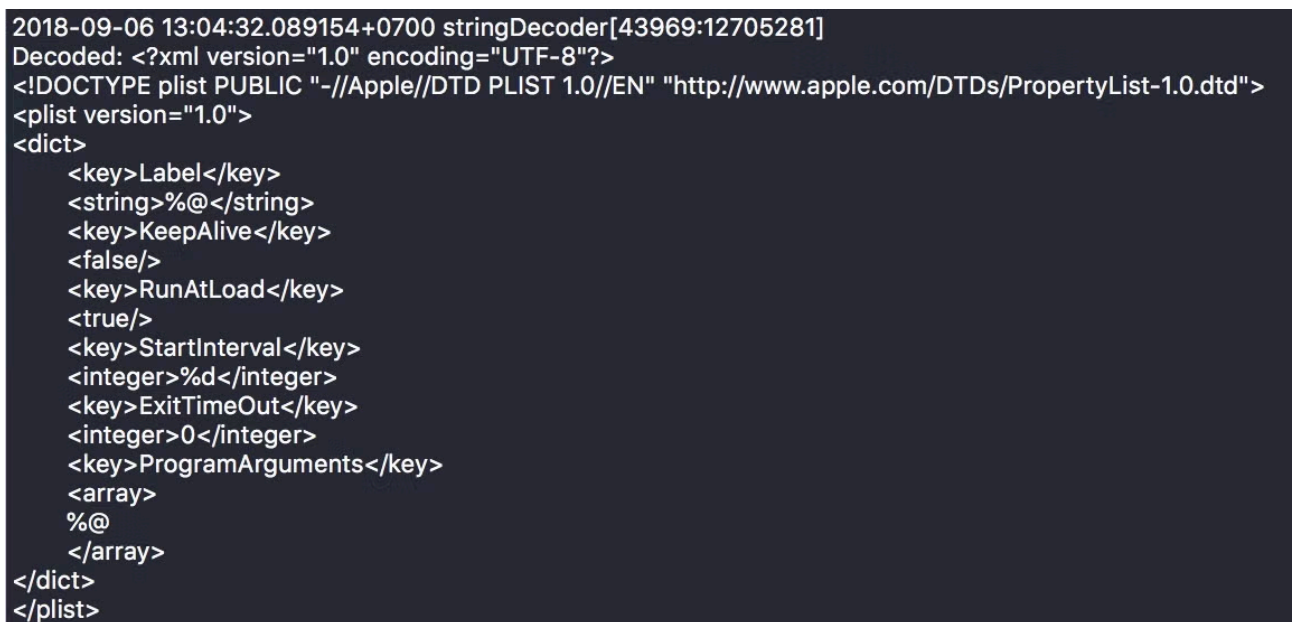 2018-09-06 13:04:32.089154+0700 stringDecoder[43969:12705281]
Decoded: <?xml version="1.0" encoding="UTF-8"?>
<!DOCTYPE plist PUBLIC "-//Apple//DTD PLIST 1.0//EN" "http://www.apple.com/DTDs/PropertyList-1.0.dtd">
<plist version="1.0">
<dict>
<key>Label</key>
<string>%@</string>
<key>KeepAlive</key>
<false/>
<key>RunAtLoad</key>
<true/>
<key>StartInterval</key>
<integer>%d</integer>
<key>ExitTimeOut</key>
<integer>0</integer>
<key>ProgramArguments</key>
<array>
%@
</array>
</dict>
</plist>